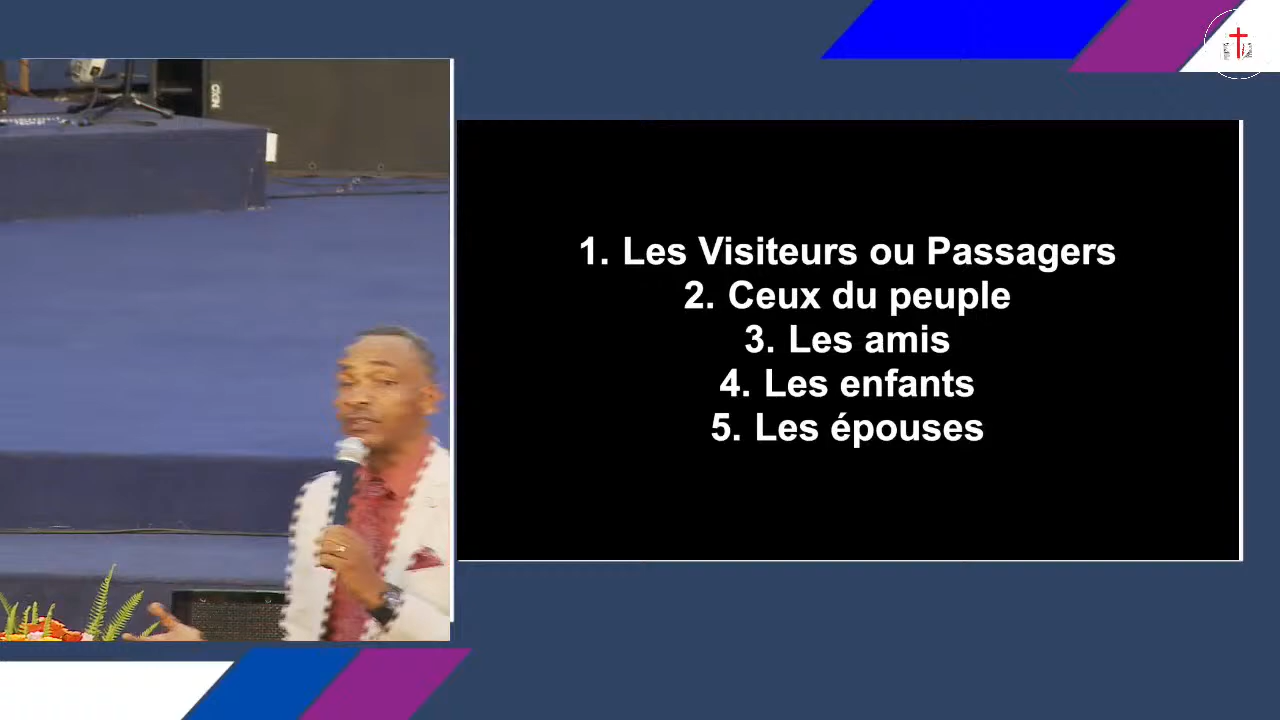 1. Les Visiteurs ou Passagers
2. Ceux du peuple
3. Les amis
4. Les enfants
5. Les épouses